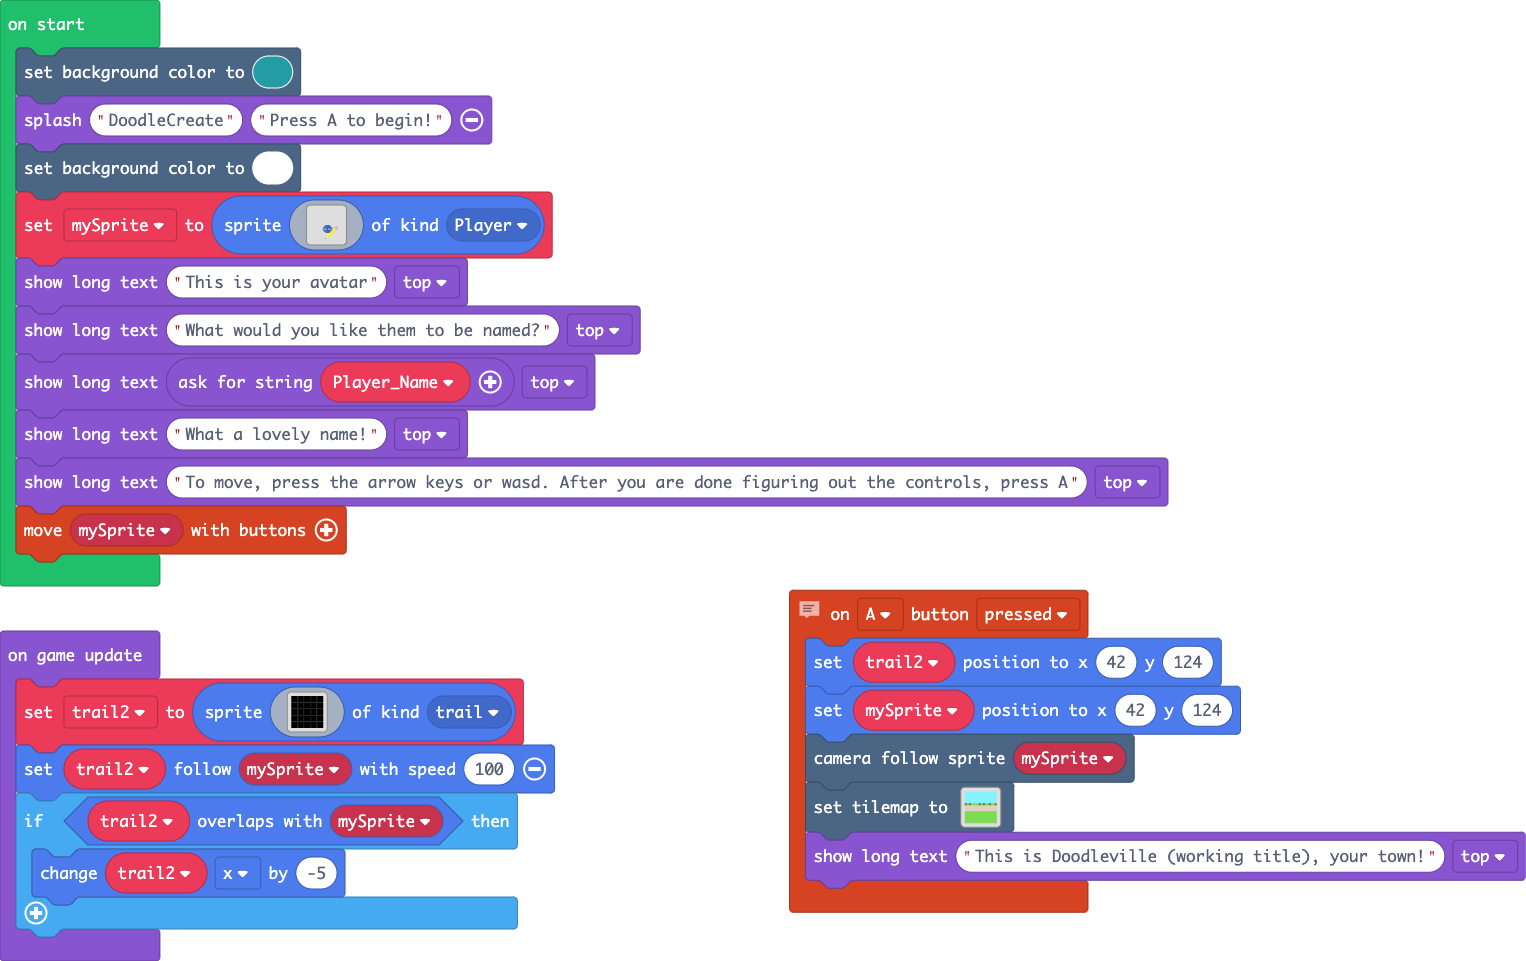 on start
set background color to
splash "DoodleCreate" "Press A to begin!"
set background color to
set mySprite to sprite of kind Player
show long text "This is your avatar" top
show long text "What would you like them to be named?" top
show long text ask for string Player_Name top
show long text "What a lovely name!" top
show long text "To move, press the arrow keys or wasd. After you are done figuring out the controls, press A" top
move mySprite with buttons
on game update
set trail2 to sprite of kind trail
set trail2 follow mySprite with speed 100
if trail2 overlaps with mySprite then
change trail2 x by -5
on A button pressed
set trail2 position to x 42 y 124
set mySprite position to x 42 y 124
camera follow sprite mySprite
set tilemap to
show long text "This is Doodleville (working title), your town!" top